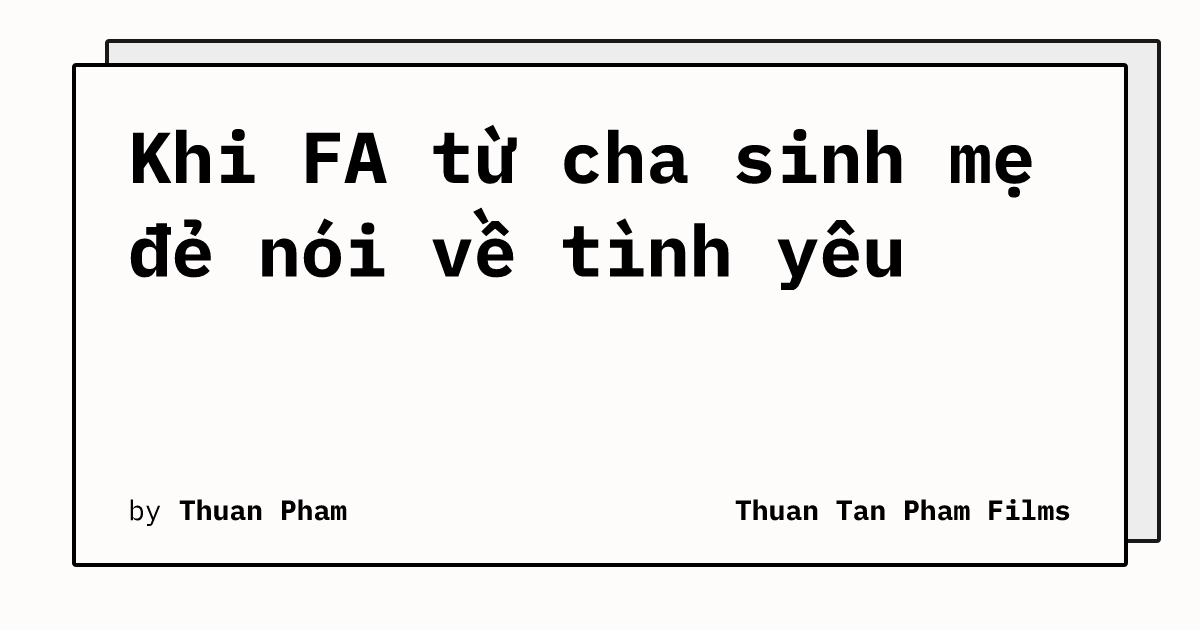 Khi FA từ cha sinh mẹ
đẻ nói về tình yêu
by Thuan Pham
Thuan Tan Pham Films